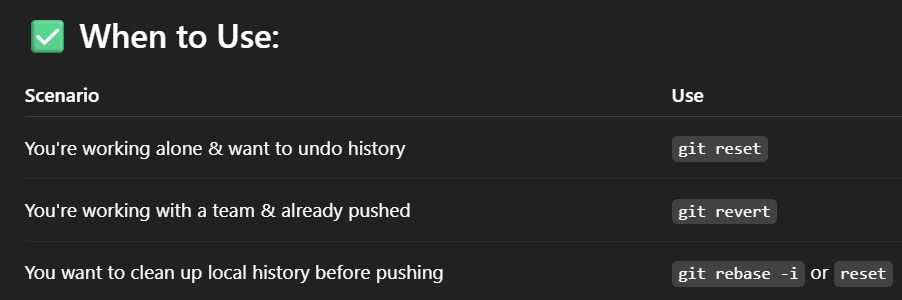 ✅ When to Use:
Scenario Use
You're working alone & want to undo history git reset
You're working with a team & already pushed git revert
You want to clean up local history before pushing git rebase -i or reset